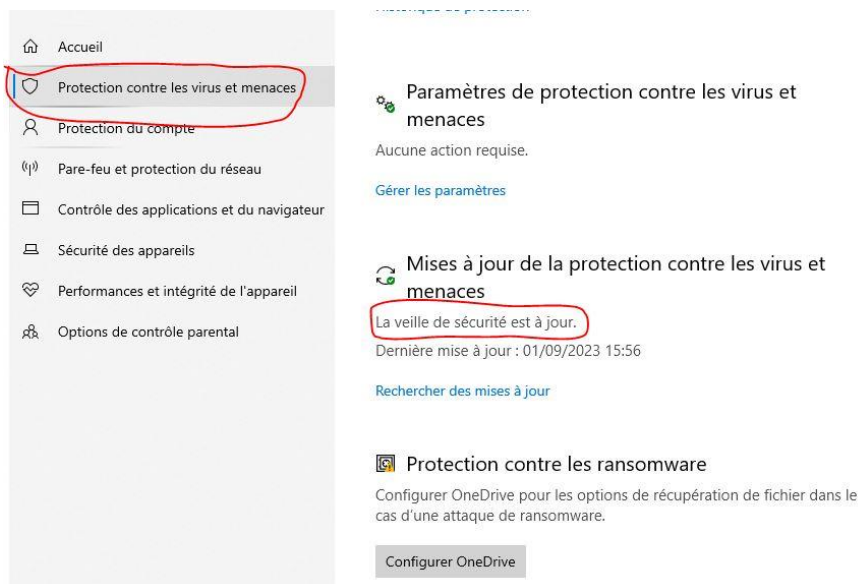 Accueil
Protection contre les virus et menaces
Protection du compte
Pare-feu et protection du réseau
Contrôle des applications et du navigateur
Sécurité des appareils
Performances et intégrité de l'appareil
Options de contrôle parental
Paramètres de protection contre les virus et
menaces
Aucune action requise.
Gérer les paramètres
Mises à jour de la protection contre les virus et
menaces
La veille de sécurité est à jour.
Dernière mise à jour : 01/09/2023 15:56
Rechercher des mises à jour
Protection contre les ransomware
Configurer OneDrive pour les options de récupération de fichier dans le
cas d'une attaque de ransomware.
Configurer OneDrive